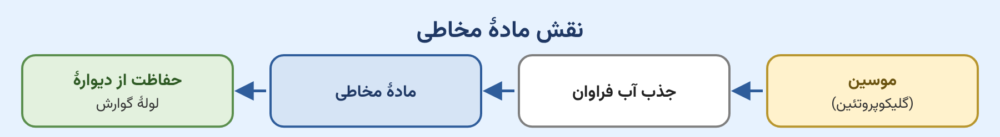 نقش مادهٔ مخاطی
موسین
(گلیکوپروتئین)
جذب آب فراوان
مادهٔ مخاطی
حفاظت از دیوارهٔ
لولهٔ گوارش